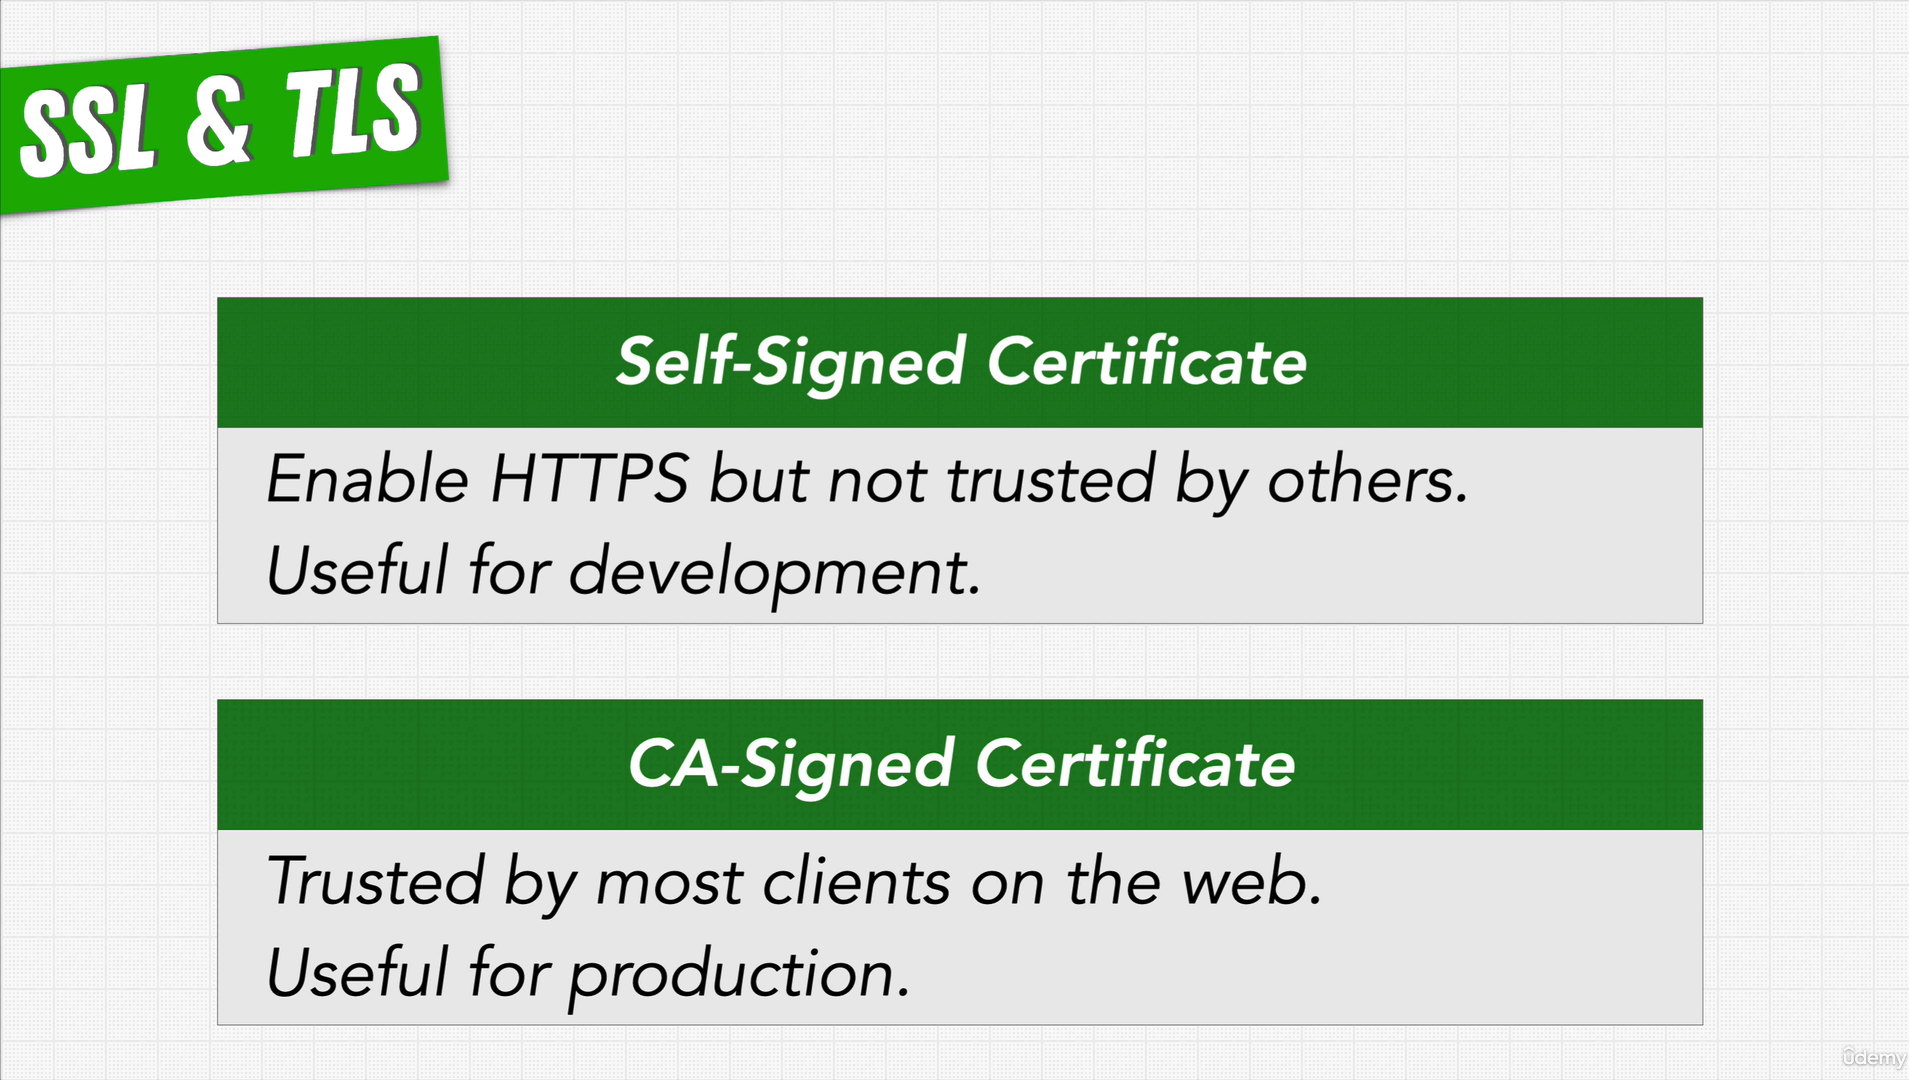 SSL & TLS
Self-Signed Certificate
Enable HTTPS but not trusted by others.
Useful for development.
CA-Signed Certificate
Trusted by most clients on the web.
Useful for production.
ûdemy